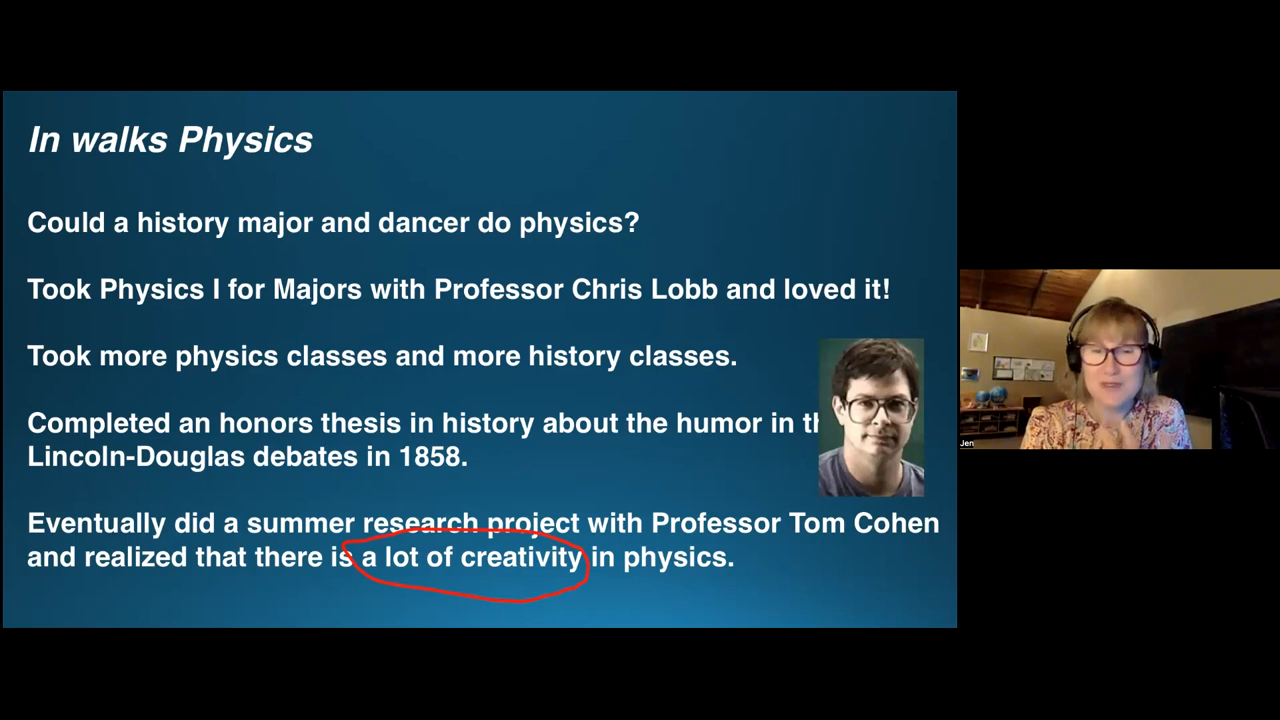 In walks Physics
Could a history major and dancer do physics?
Took Physics I for Majors with Professor Chris Lobb and loved it!
Took more physics classes and more history classes.
Completed an honors thesis in history about the humor in th
Lincoln-Douglas debates in 1858.
Eventually did a summer research project with Professor Tom Cohen
and realized that there is a lot of creativity in physics.
Jen